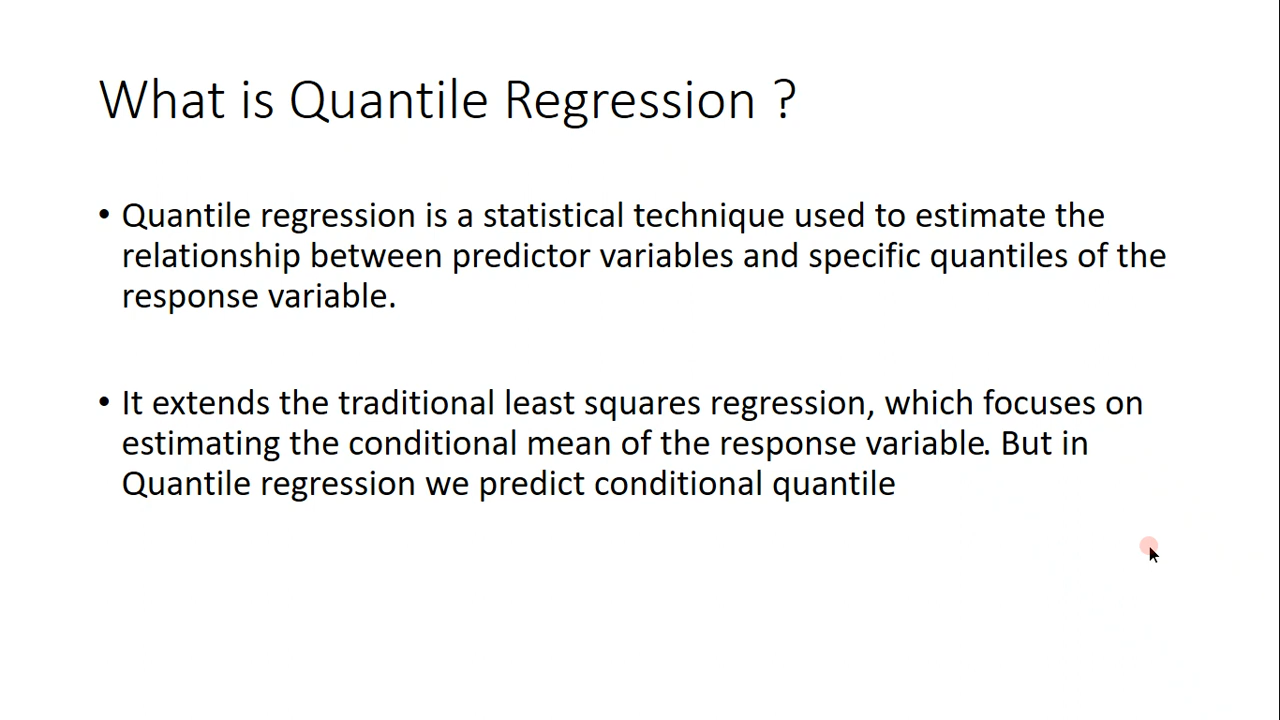 What is Quantile Regression ?
• Quantile regression is a statistical technique used to estimate the
relationship between predictor variables and specific quantiles of the
response variable.
• It extends the traditional least squares regression, which focuses on
estimating the conditional mean of the response variable. But in
Quantile regression we predict conditional quantile